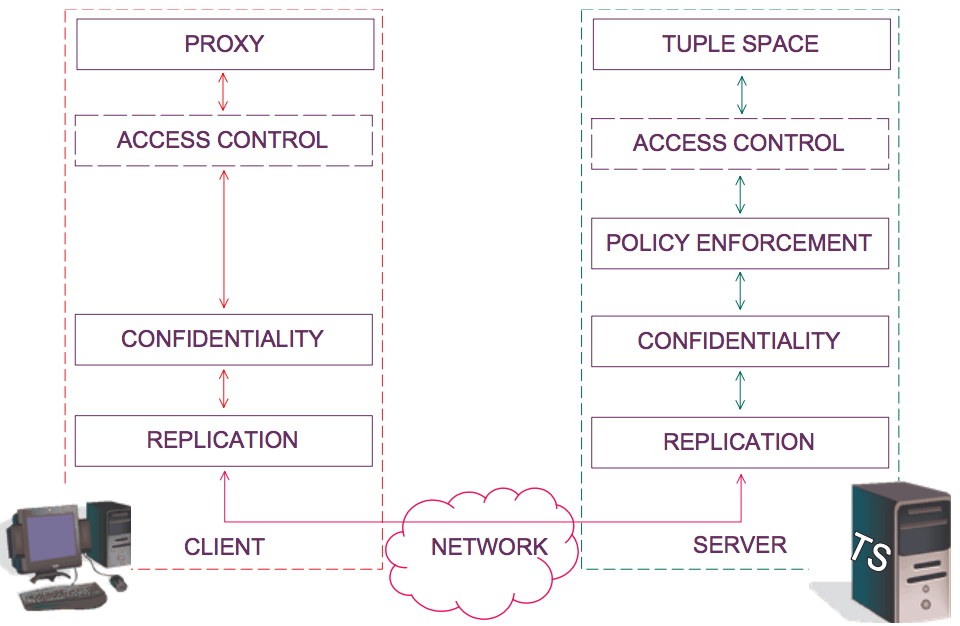 PROXY
ACCESS CONTROL
CONFIDENTIALITY
REPLICATION
CLIENT
NETWORK
TUPLE SPACE
ACCESS CONTROL
POLICY ENFORCEMENT
CONFIDENTIALITY
REPLICATION
SERVER
TS